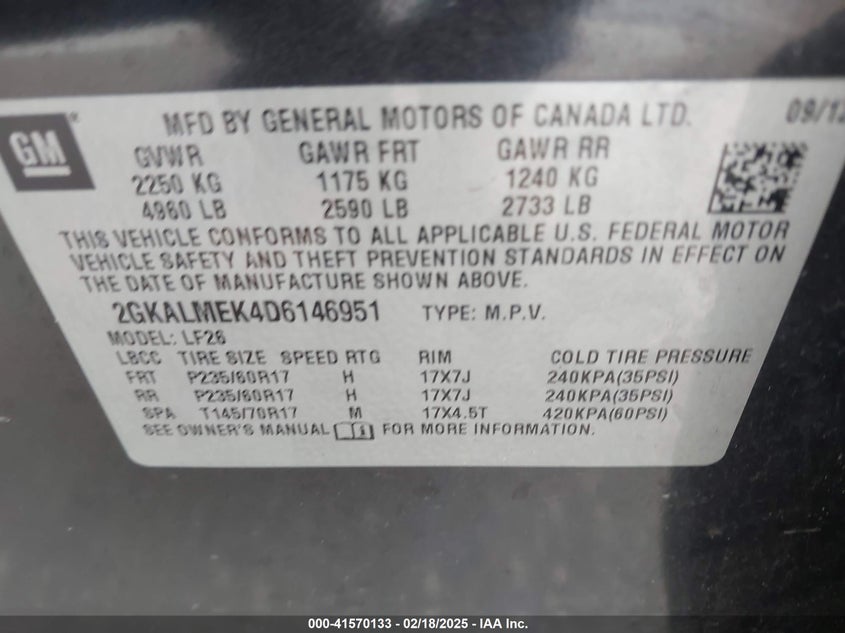 GM
MFD BY GENERAL MOTORS OF CANADA LTD. 09/12
GVWR GAWR FRT GAWR RR
2250 KG 1175 KG 1240 KG
4960 LB 2590 LB 2733 LB
THIS VEHICLE CONFORMS TO ALL APPLICABLE U.S. FEDERAL MOTOR
VEHICLE SAFETY AND THEFT PREVENTION STANDARDS IN EFFECT ON
THE DATE OF MANUFACTURE SHOWN ABOVE.
2GKALMEK4D6146951 TYPE: M.P.V.
MODEL: LF26
LBCC TIRE SIZE SPEED RTG RIM COLD TIRE PRESSURE
FRT P235/60R17 H 17X7J 240KPA(35PSI)
RR P235/60R17 H 17X7J 240KPA(35PSI)
SPA T145/70R17 M 17X4.5T 420KPA(60PSI)
SEE OWNER'S MANUAL FOR MORE INFORMATION.
000-41570133 - 02/18/2025 - IAA Inc.